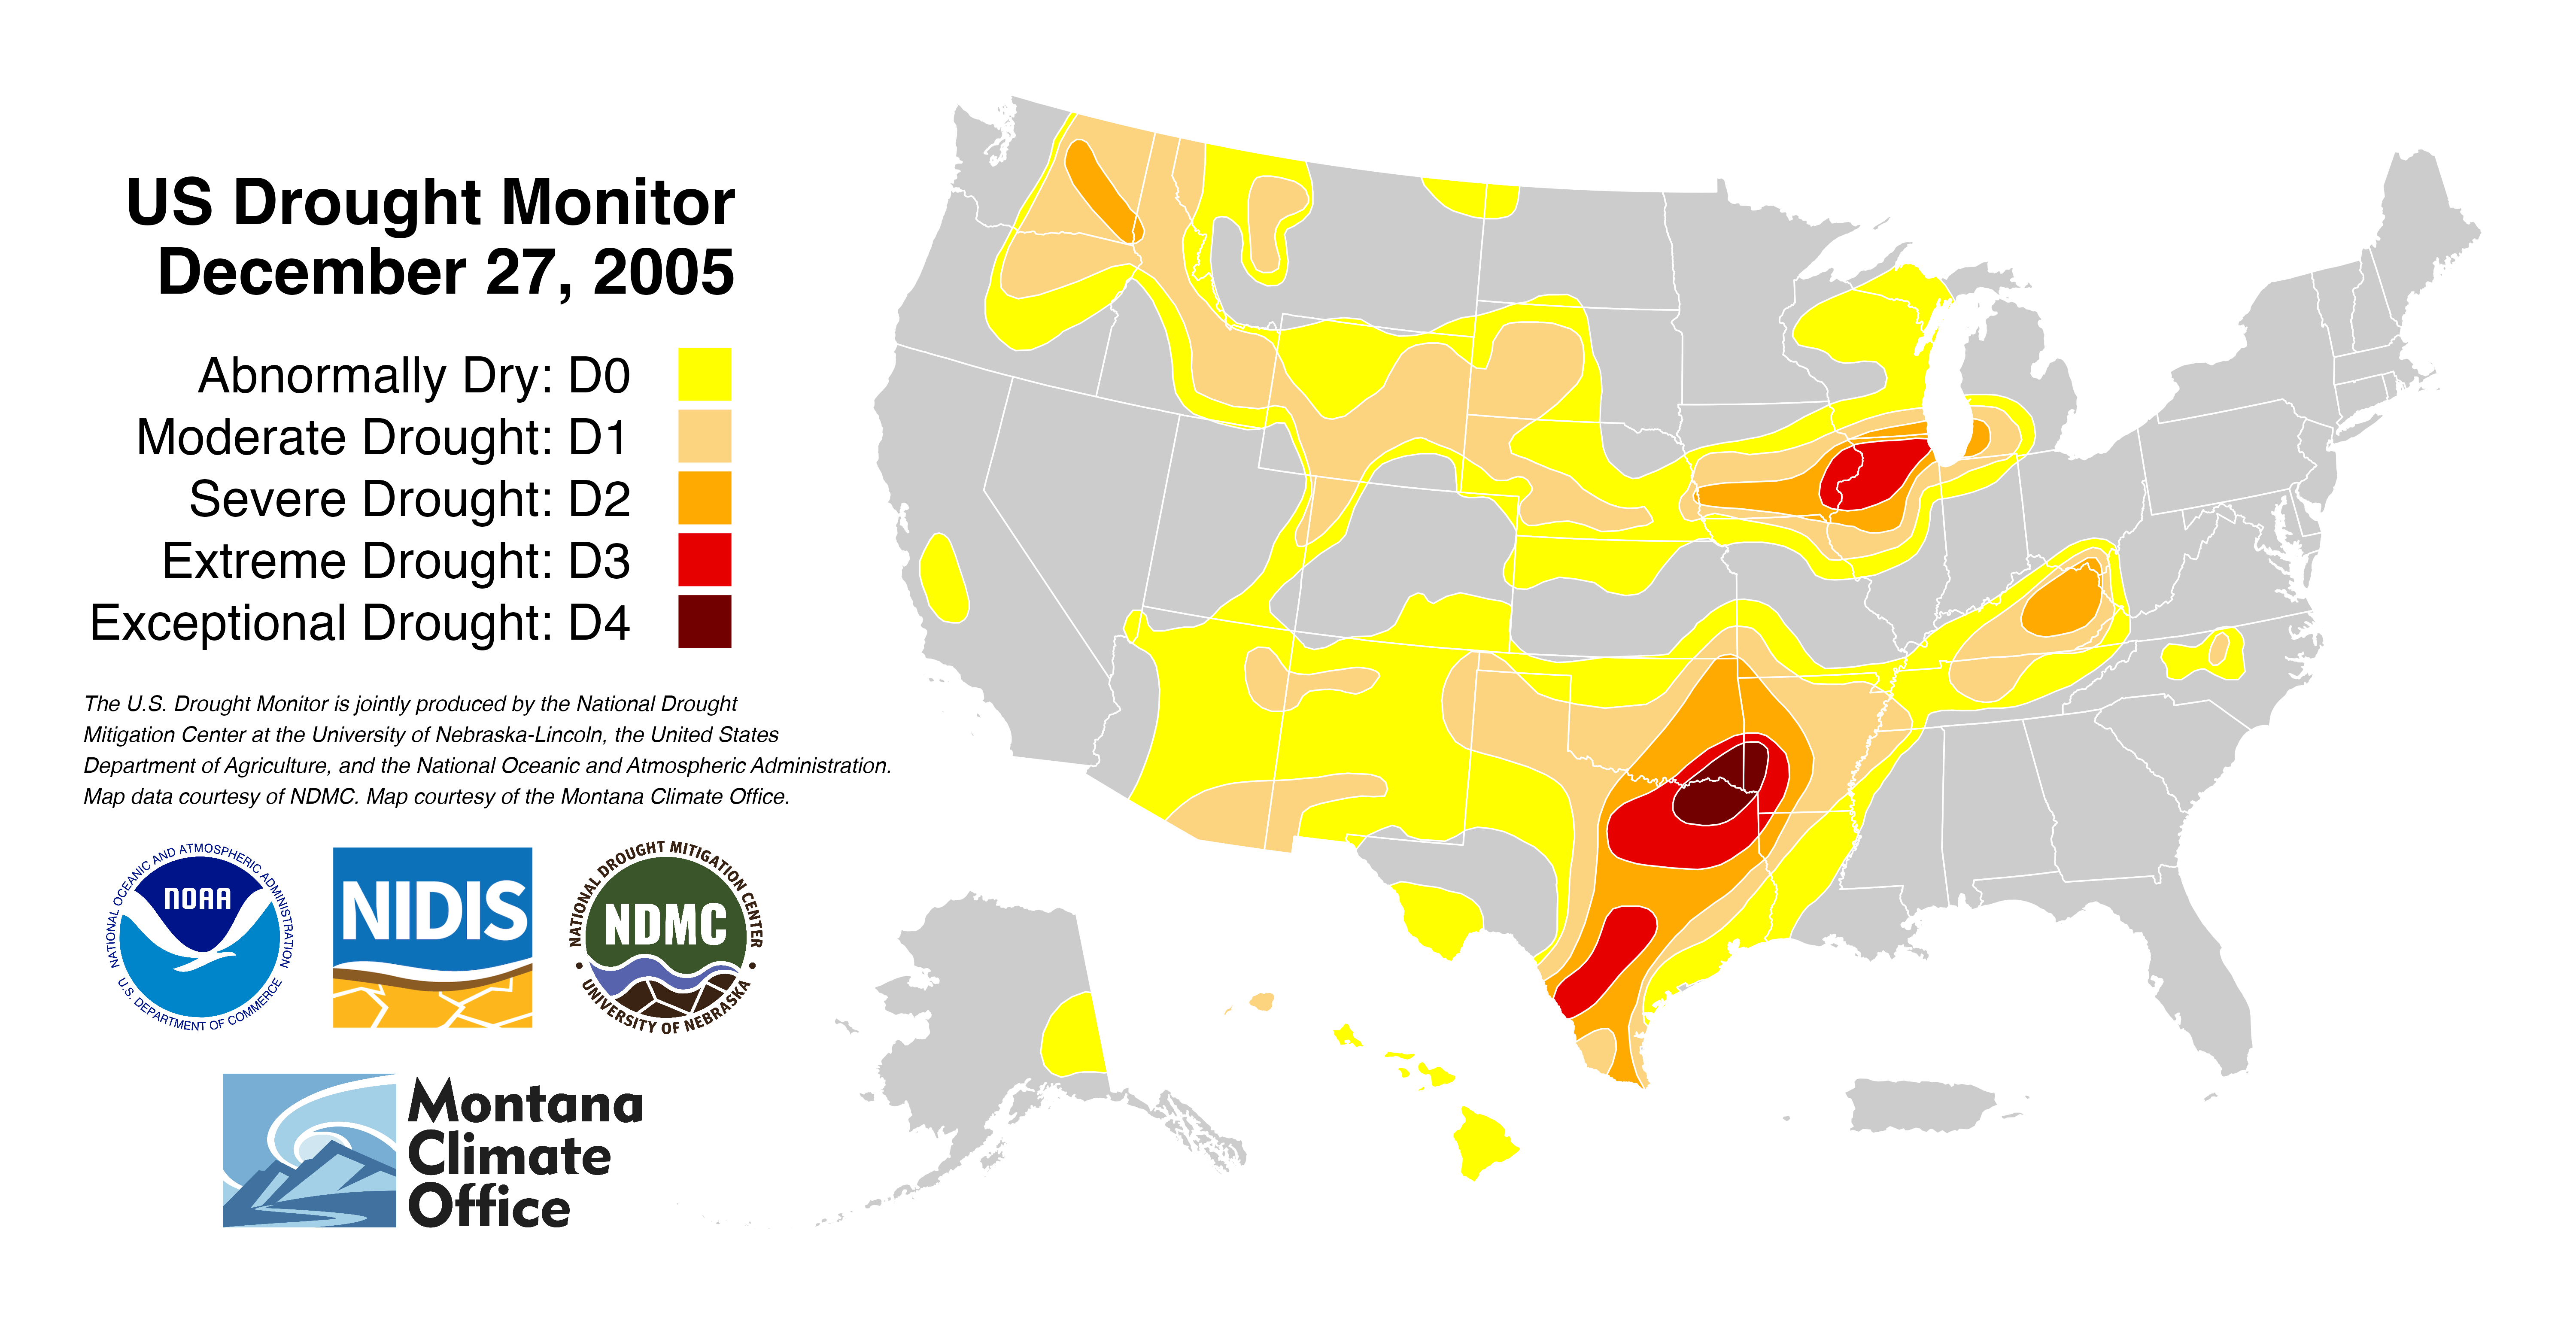 US Drought Monitor
December 27, 2005
Abnormally Dry: D0
Moderate Drought: D1
Severe Drought: D2
Extreme Drought: D3
Exceptional Drought: D4
The U.S. Drought Monitor is jointly produced by the National Drought
Mitigation Center at the University of Nebraska-Lincoln, the United States
Department of Agriculture, and the National Oceanic and Atmospheric Administration.
Map data courtesy of NDMC. Map courtesy of the Montana Climate Office.
NATIONAL OCEANIC AND ATMOSPHERIC ADMINISTRATION
NOAA
U.S. DEPARTMENT OF COMMERCE
NIDIS
NATIONAL DROUGHT MITIGATION CENTER
NDMC
UNIVERSITY OF NEBRASKA
Montana
Climate
Office